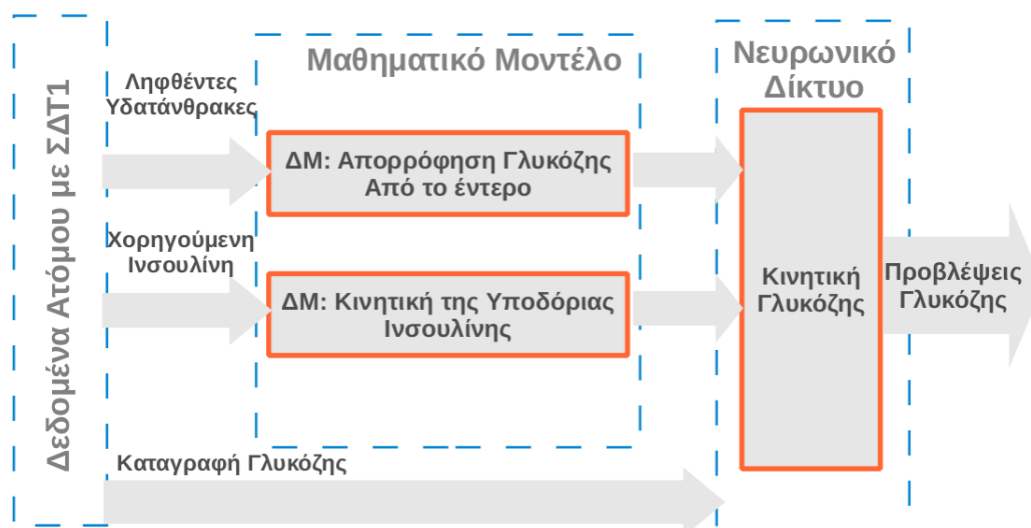 Δεδομένα Ατόμου με ΣΔΤ1
Ληφθέντες
Υδατάνθρακες
Χορηγούμενη
Ινσουλίνη
Καταγραφή Γλυκόζης
Μαθηματικό Μοντέλο
ΔΜ: Απορρόφηση Γλυκόζης
Από το έντερο
ΔΜ: Κινητική της Υποδόριας
Ινσουλίνης
Νευρωνικό
Δίκτυο
Κινητική
Γλυκόζης
Προβλέψεις
Γλυκόζης